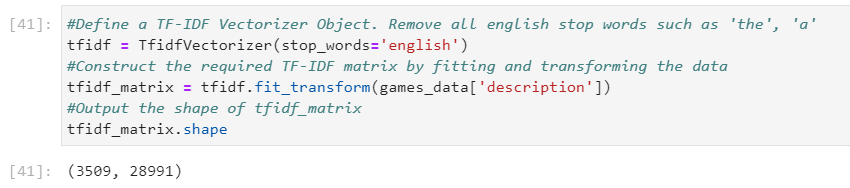 [41]: #Define a TF-IDF Vectorizer Object. Remove all english stop words such as 'the', 'a'
tfidf = TfidfVectorizer(stop_words='english')
#Construct the required TF-IDF matrix by fitting and transforming the data
tfidf_matrix = tfidf.fit_transform(games_data['description'])
#Output the shape of tfidf_matrix
tfidf_matrix.shape
[41]: (3509, 28991)